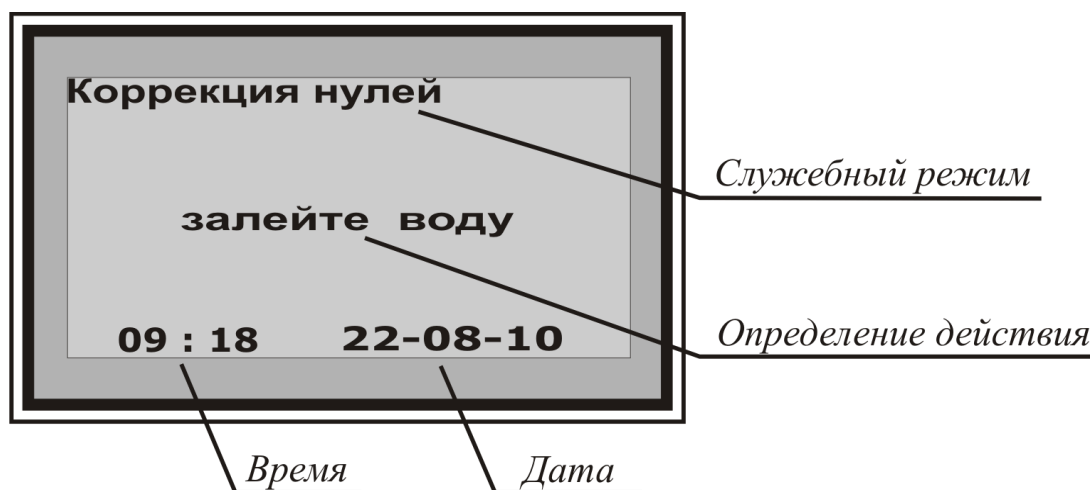 Коррекция нулей
Служебный режим
залейте воду
Определение действия
09 : 18 22-08-10
Время Дата